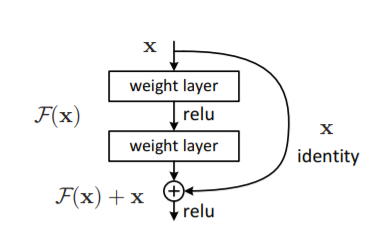 x
weight layer
F(x)
relu
x
weight layer
identity
F(x) + x
relu